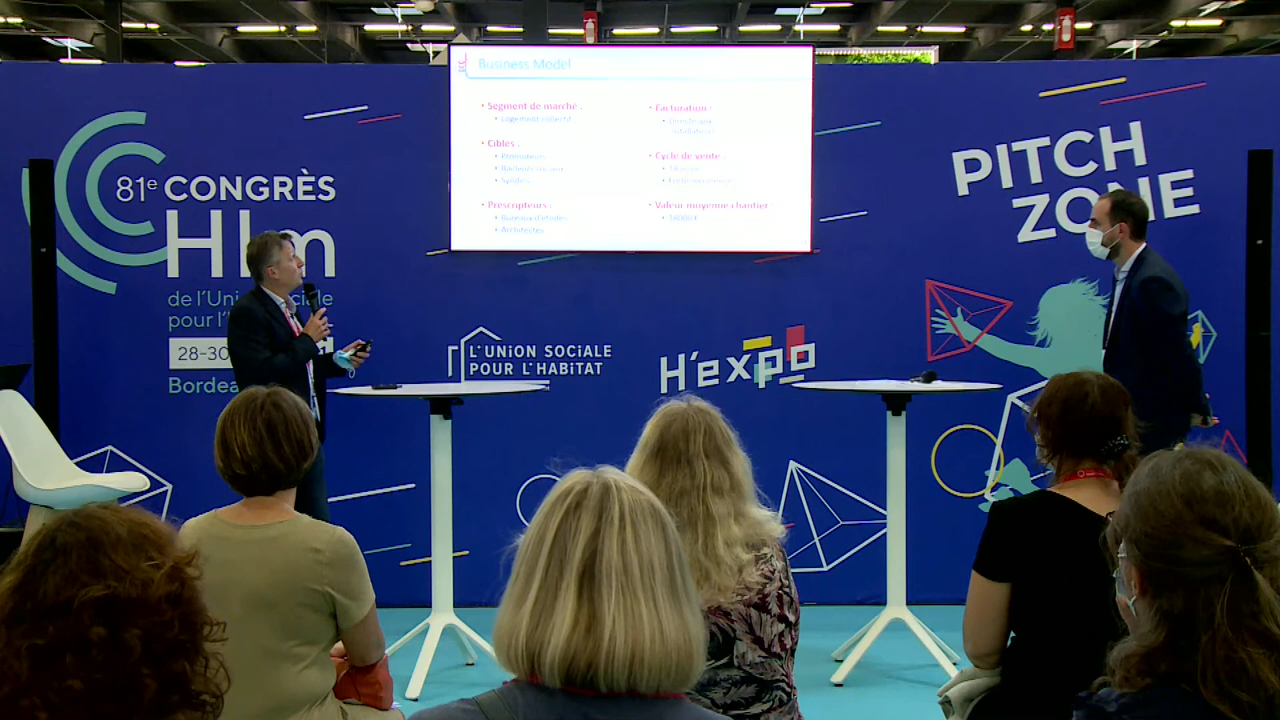 Business Model
• Segment de marché :
• Logement collectif
• Cibles :
• Promoteurs
• Bailleurs sociaux
• Syndics
• Prescripteurs :
• Bureaux d'études
• Architectes
• Facturation :
• Cycle de vente :
• Valeur moyenne chantier :
81e CONGRÈS
Hlm
de l'Uni ciale
pour l'
28-30
Bordea
PITCH
ZONE
L'UNiON SOCiALE
POUR L'HABiTAT
H'expo